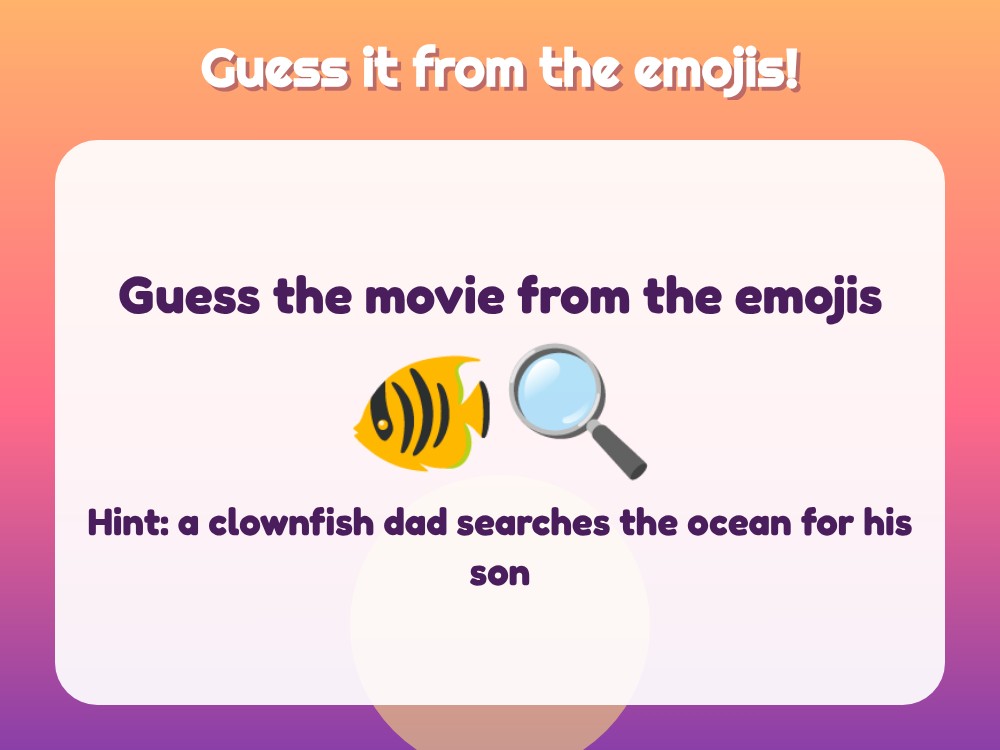 Guess it from the emojis!
Guess the movie from the emojis
🐠🔍
Hint: a clownfish dad searches the ocean for his
son